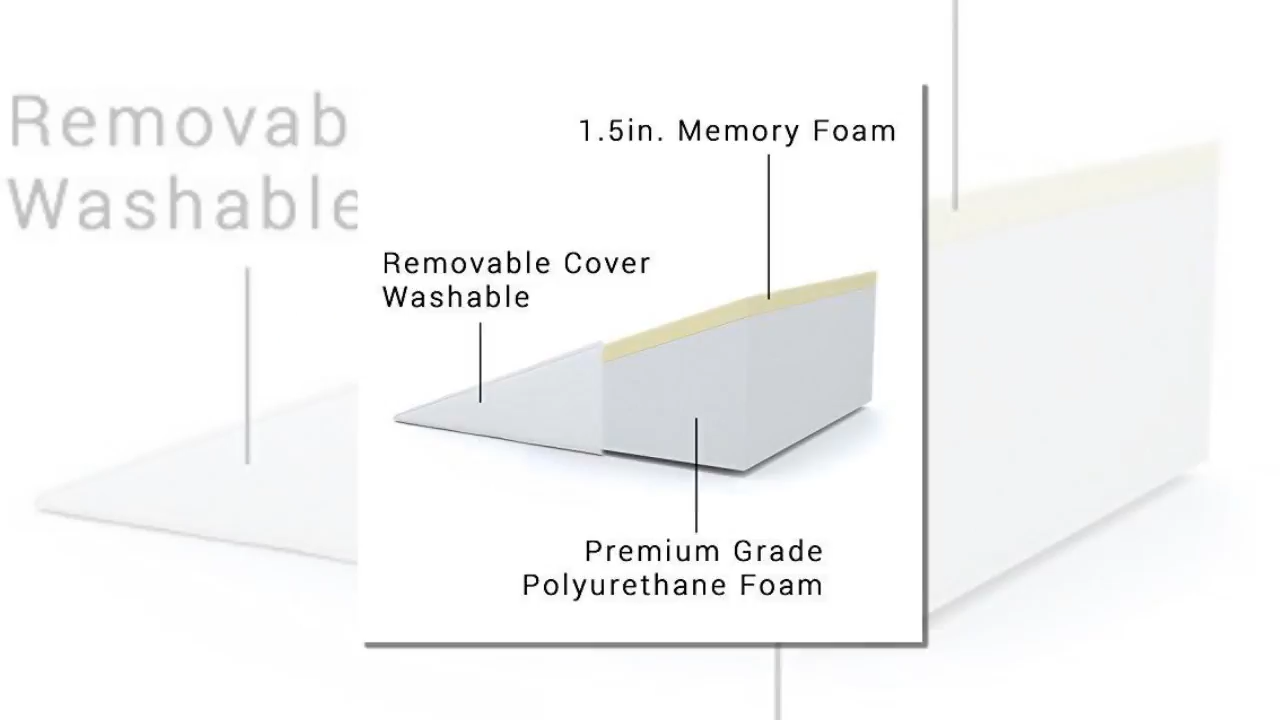 Removab
Washable
1.5in. Memory Foam
Removable Cover
Washable
Premium Grade
Polyurethane Foam